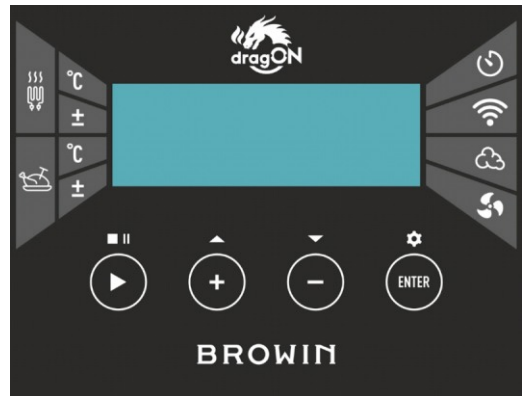 dragON
°C
±
°C
±
+
−
ENTER
BROWIN